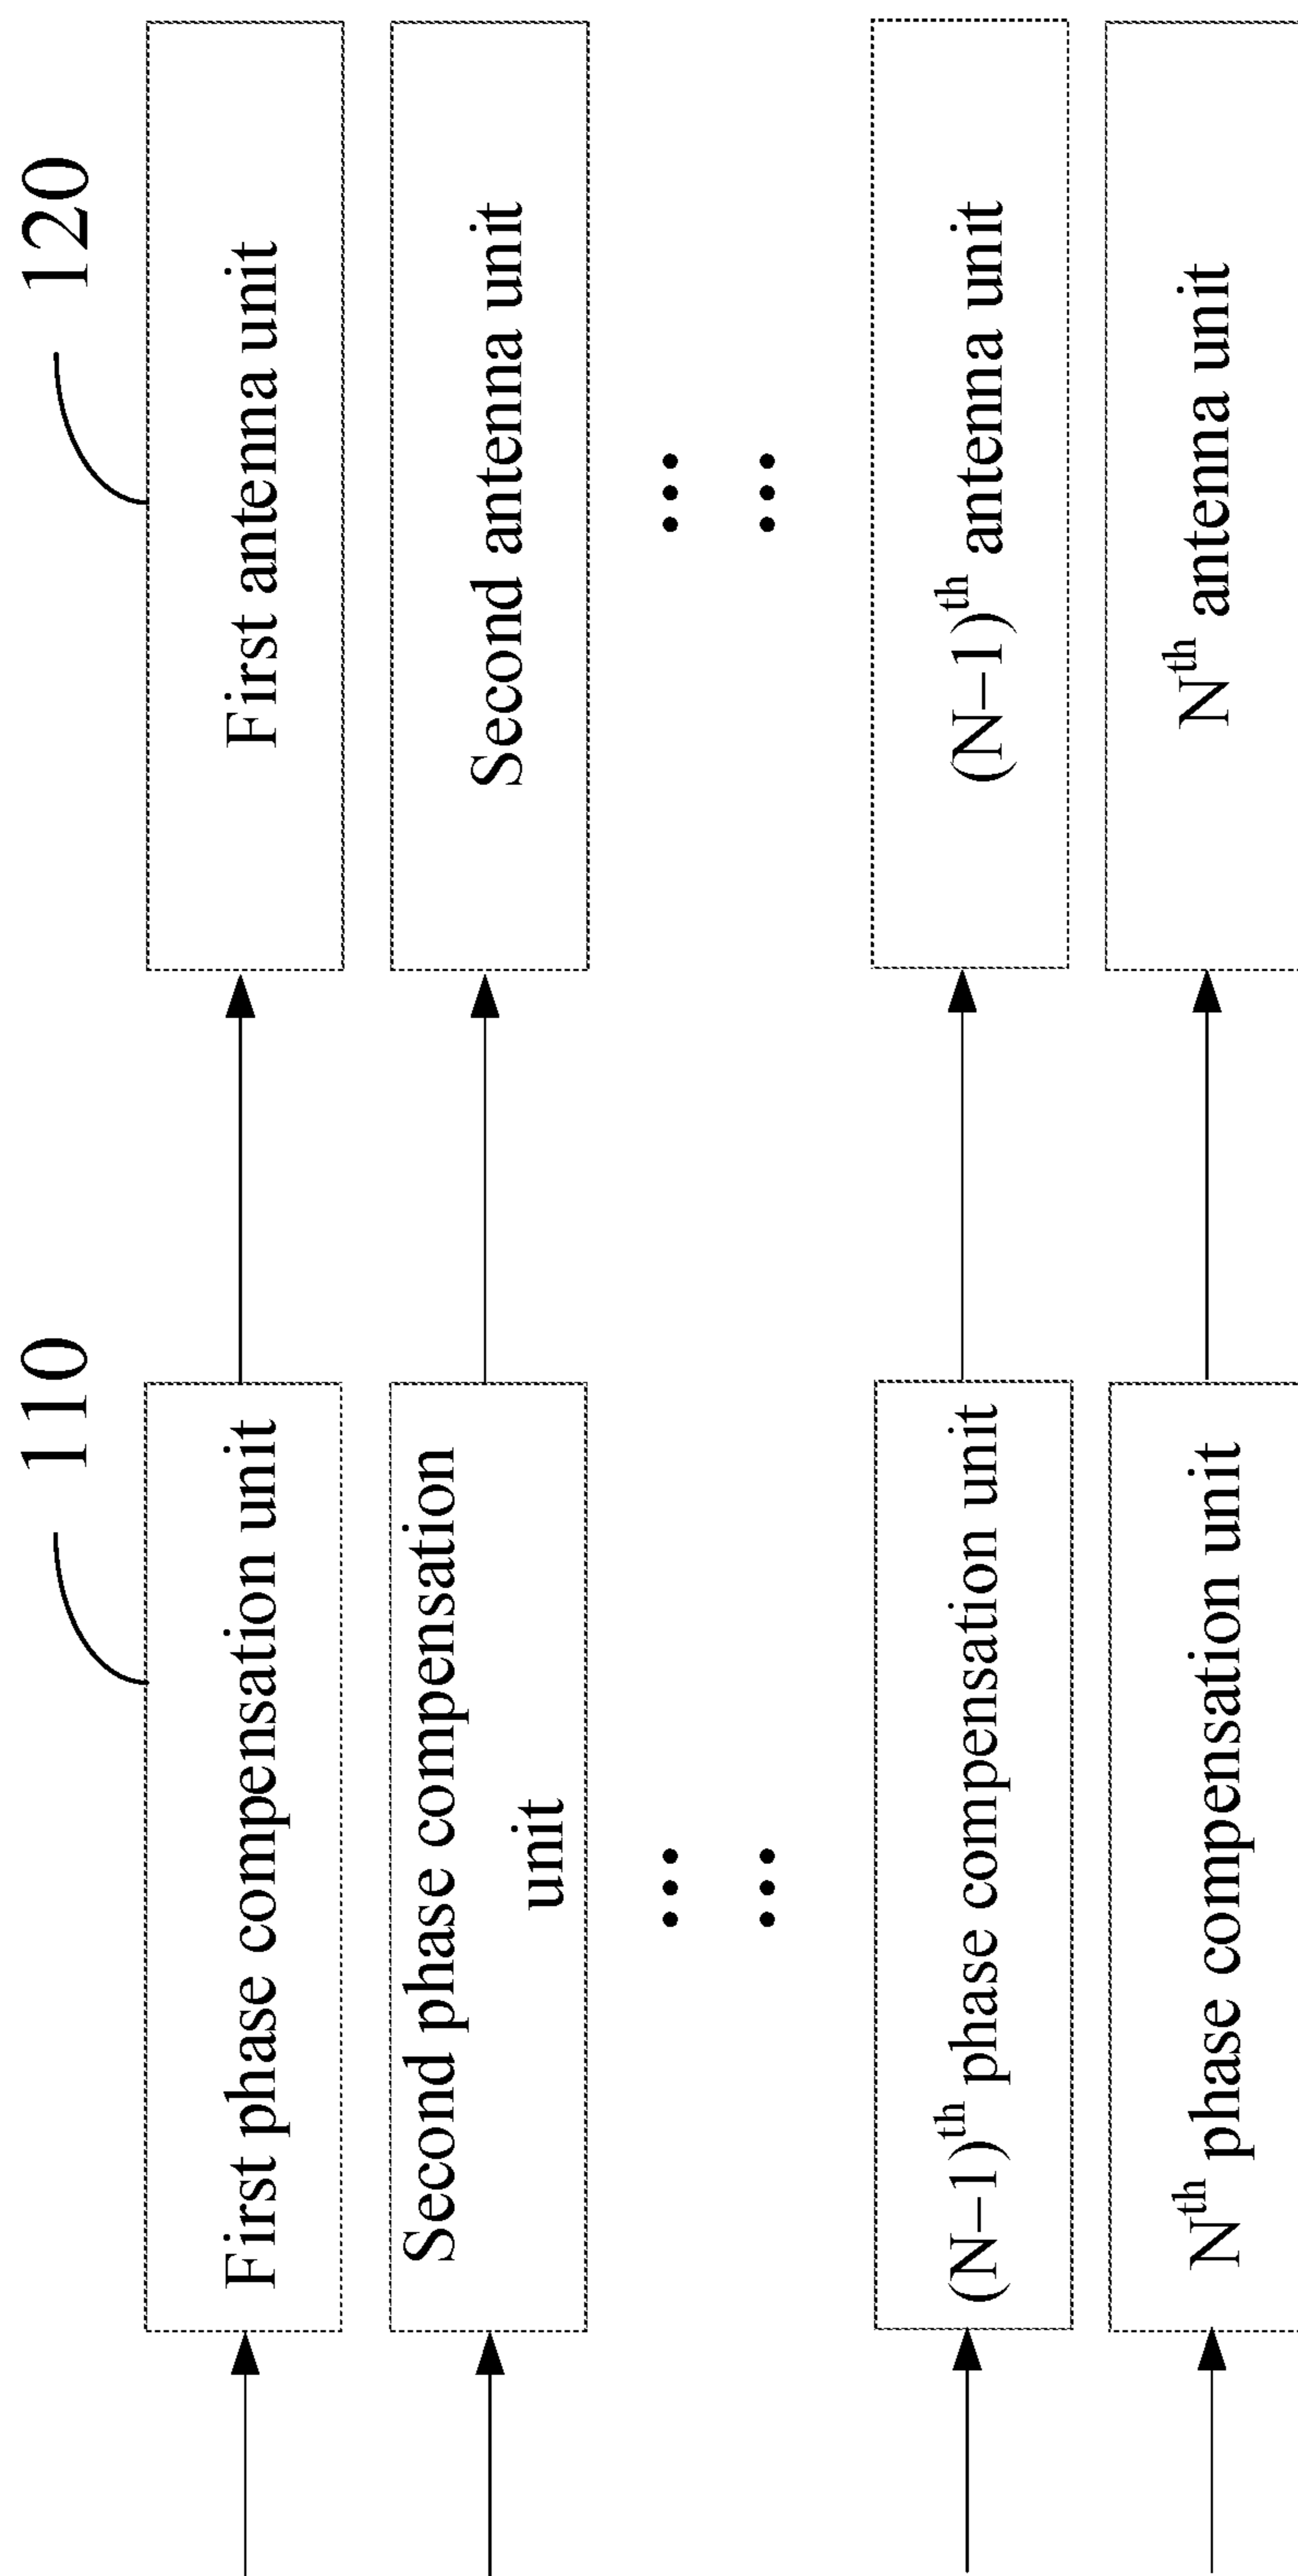 110
120
First phase compensation unit
First antenna unit
Second phase compensation
unit
Second antenna unit
(N–1)th phase compensation unit
(N–1)th antenna unit
Nth phase compensation unit
Nth antenna unit